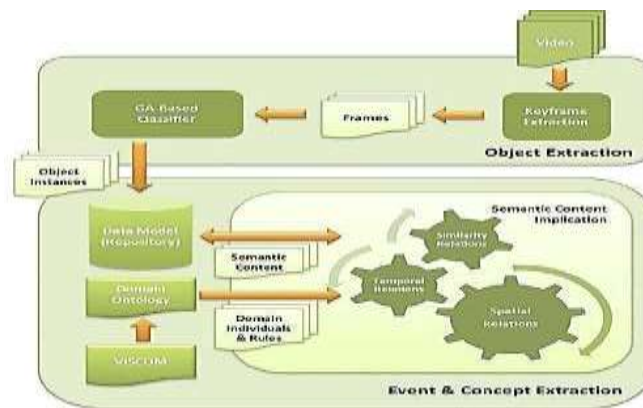 Video
GA-Based
Classifier
Frames
Keyframe
Extraction
Object Extraction
Object
Instances
Data Model
(Repository)
Semantic Content
Implication
Similarity
Relations
Semantic
Content
Temporal
Relations
Domain
Ontology
Domain
Individuals
& Rules
Spatial
Relations
VISCOM
Event & Concept Extraction